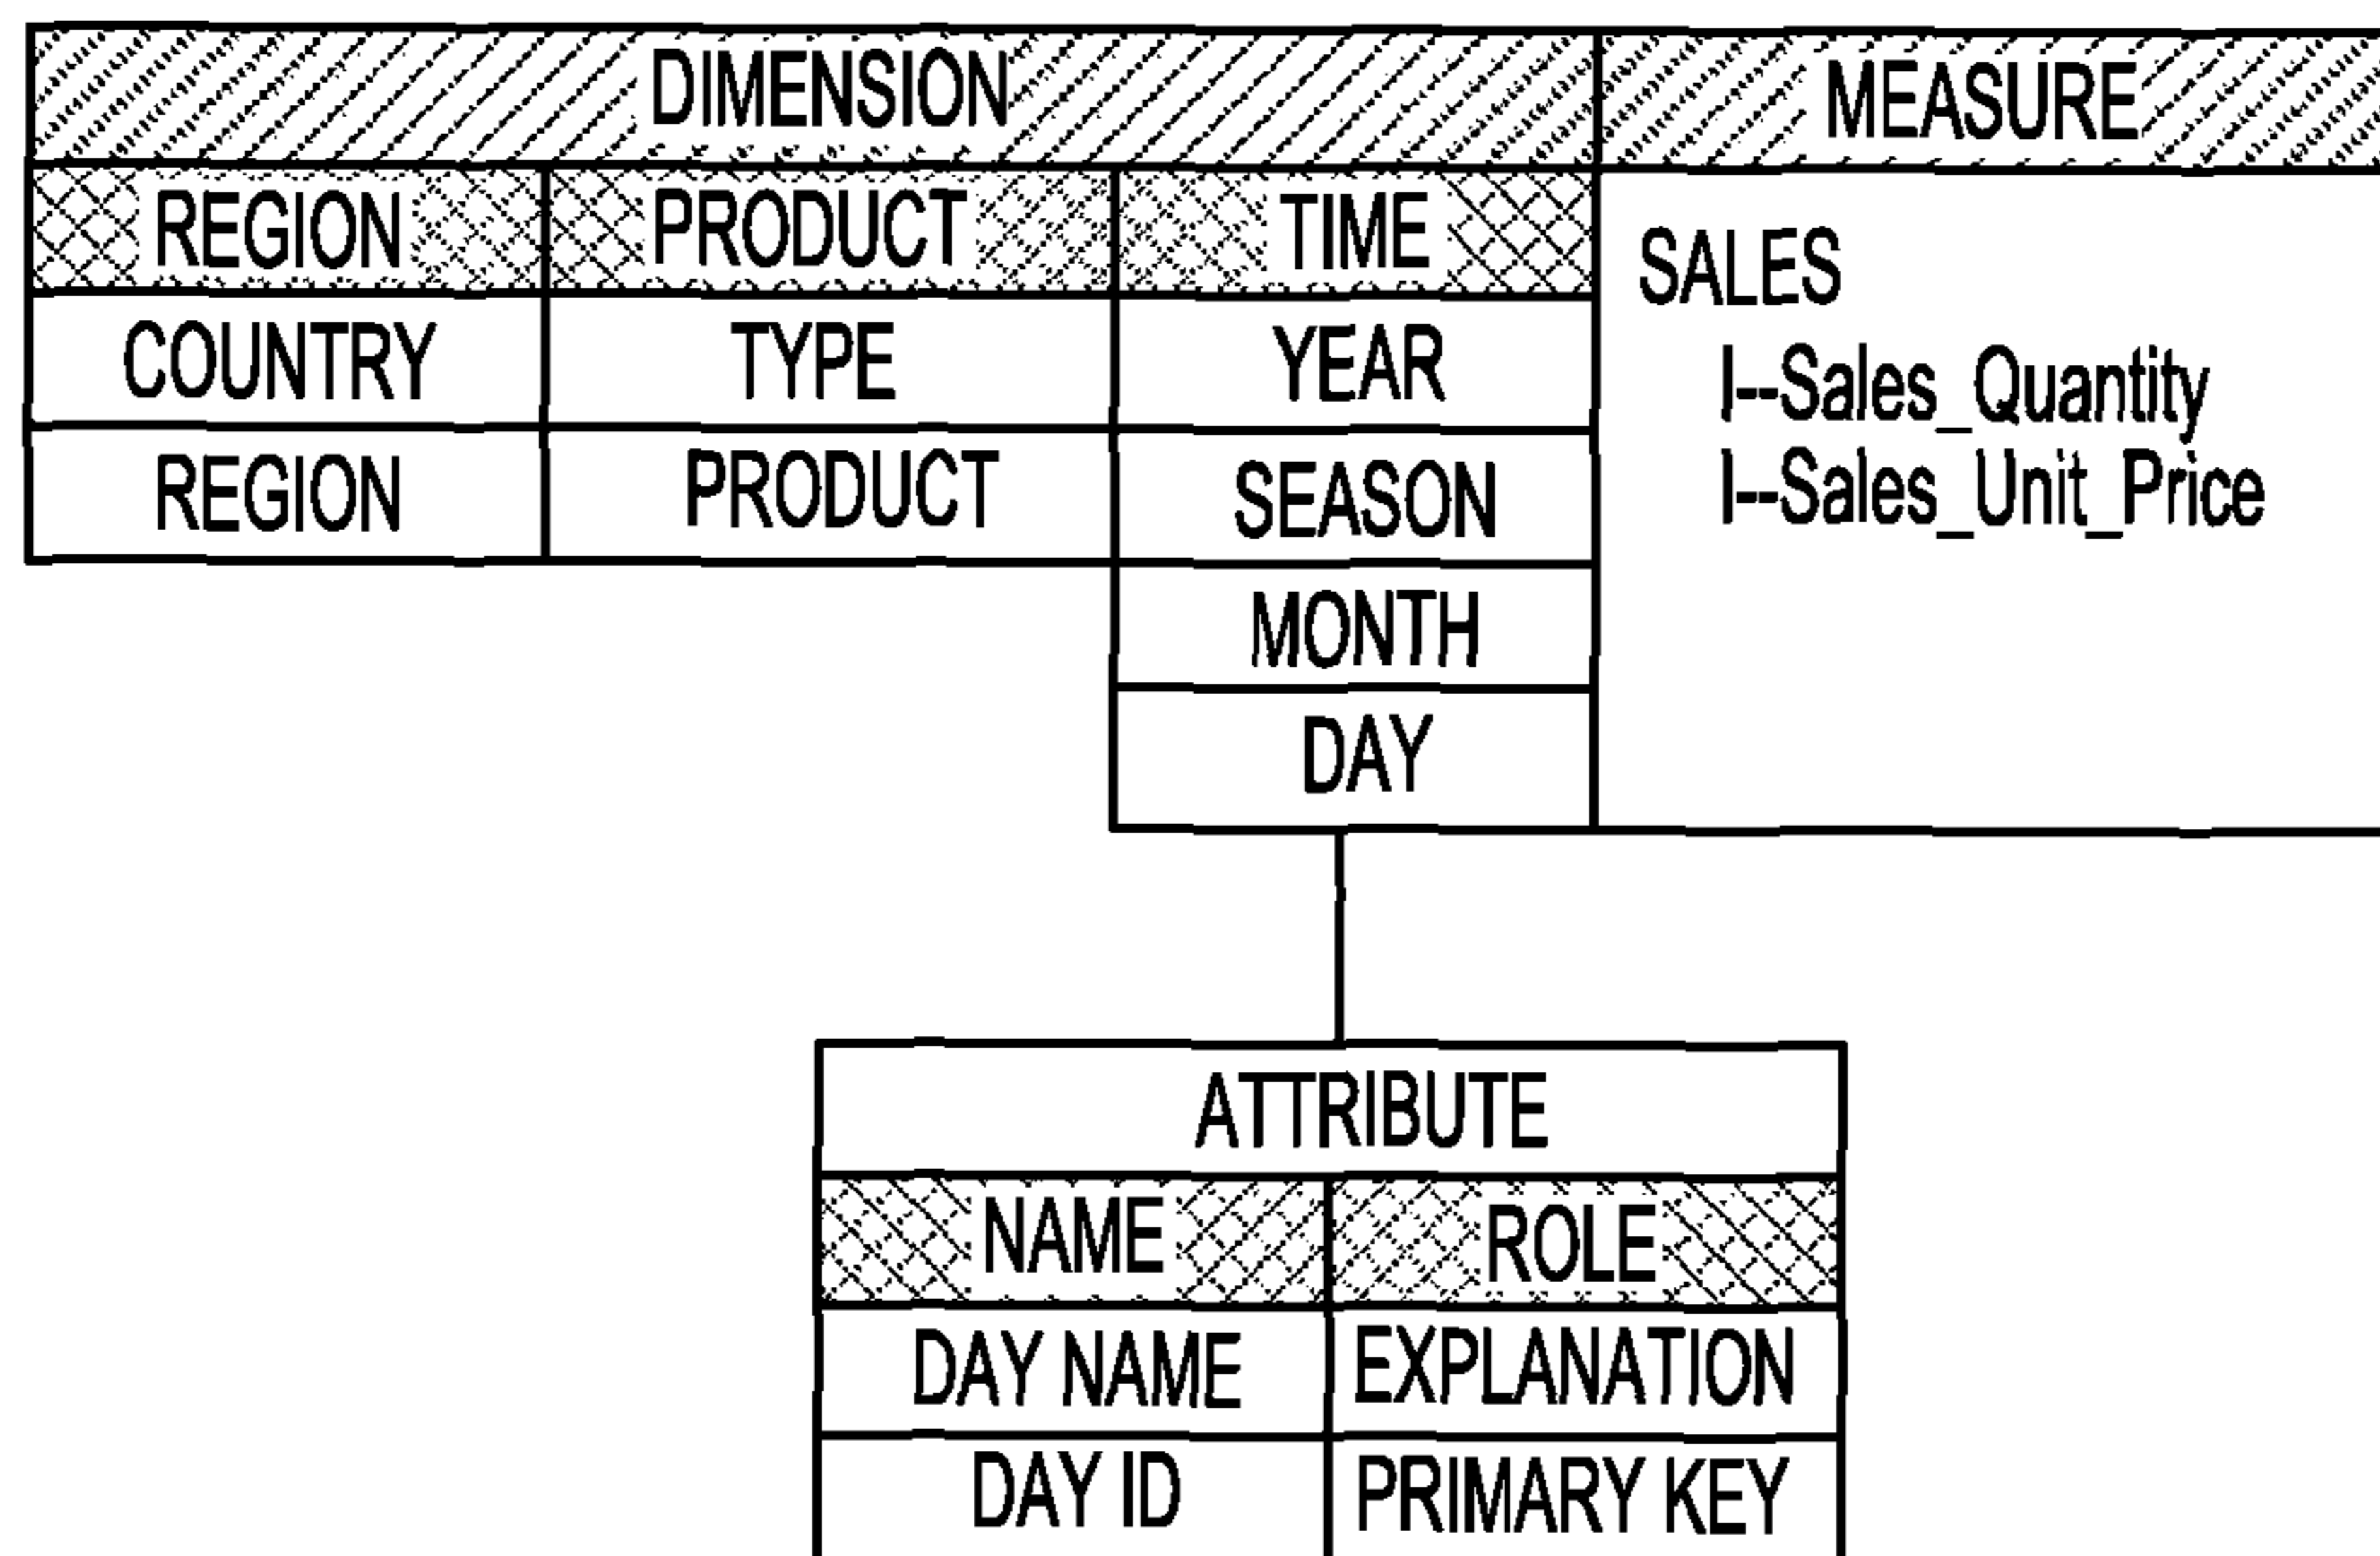 DIMENSION MEASURE
REGION PRODUCT TIME
SALES
COUNTRY TYPE YEAR
|--Sales_Quantity
REGION PRODUCT SEASON
|--Sales_Unit_Price
MONTH
DAY
ATTRIBUTE
NAME ROLE
DAY NAME EXPLANATION
DAY ID PRIMARY KEY